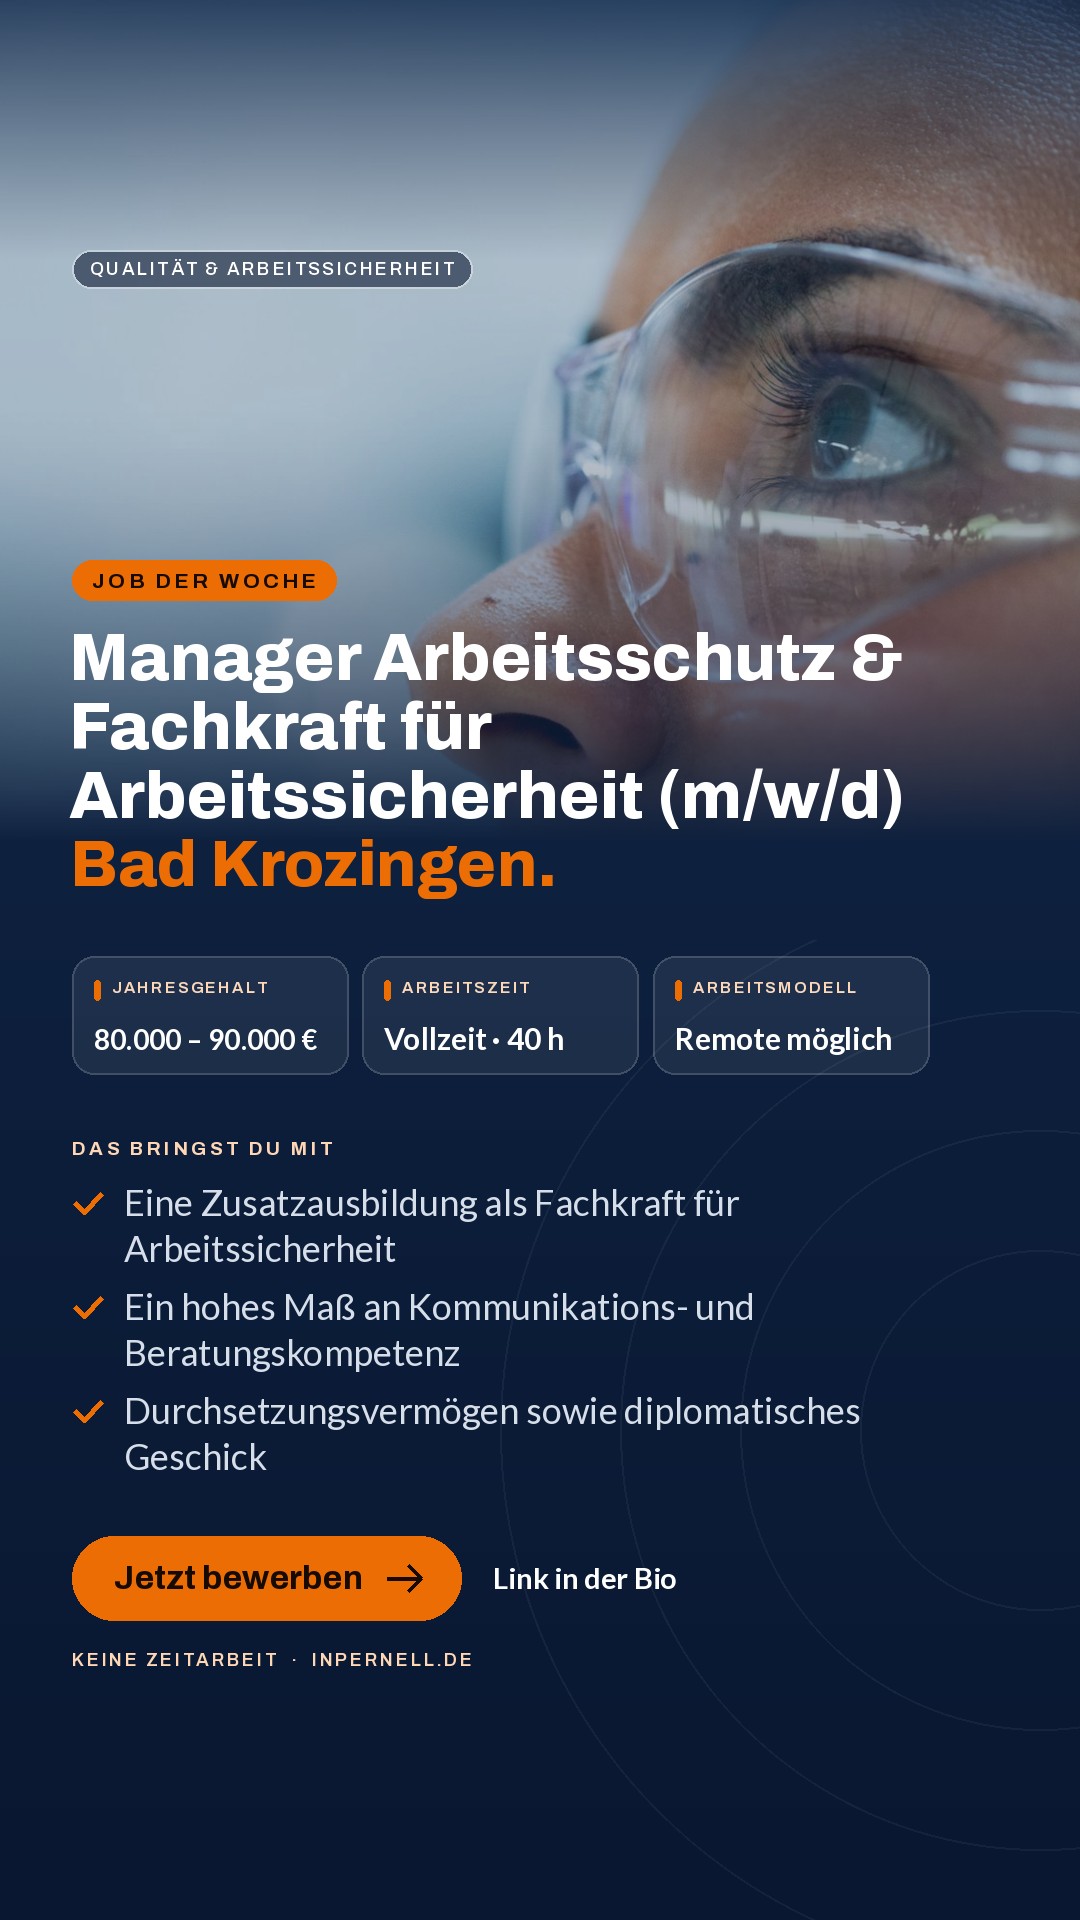 QUALITÄT & ARBEITSSICHERHEIT
JOB DER WOCHE
Manager Arbeitsschutz &
Fachkraft für
Arbeitssicherheit (m/w/d)
Bad Krozingen.
JAHRESGEHALT
80.000 – 90.000 €
ARBEITSZEIT
Vollzeit · 40 h
ARBEITSMODELL
Remote möglich
DAS BRINGST DU MIT
Eine Zusatzausbildung als Fachkraft für
Arbeitssicherheit
Ein hohes Maß an Kommunikations- und
Beratungskompetenz
Durchsetzungsvermögen sowie diplomatisches
Geschick
Jetzt bewerben →
Link in der Bio
KEINE ZEITARBEIT · INPERNELL.DE